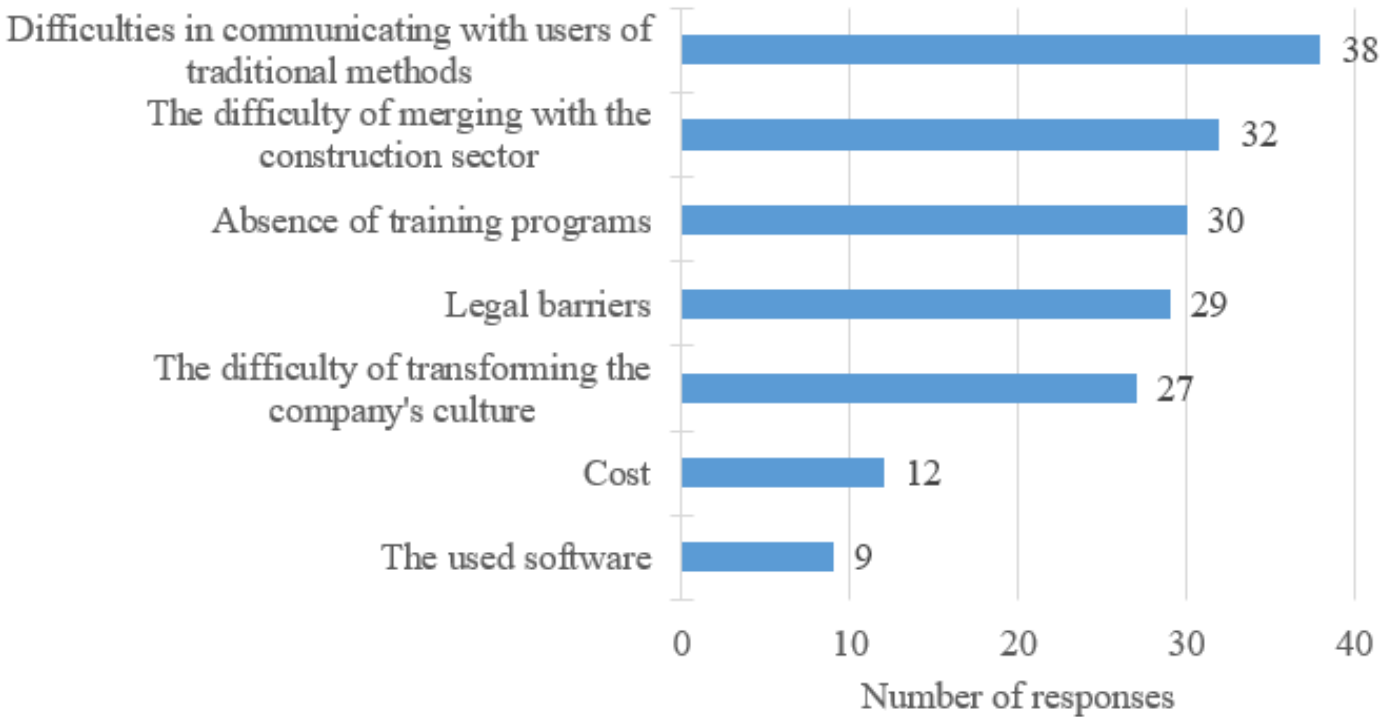 Difficulties in communicating with users of
traditional methods
38
The difficulty of merging with the
construction sector
32
Absence of training programs
30
Legal barriers
29
The difficulty of transforming the
company's culture
27
Cost
12
The used software
9
0 10 20 30 40
Number of responses